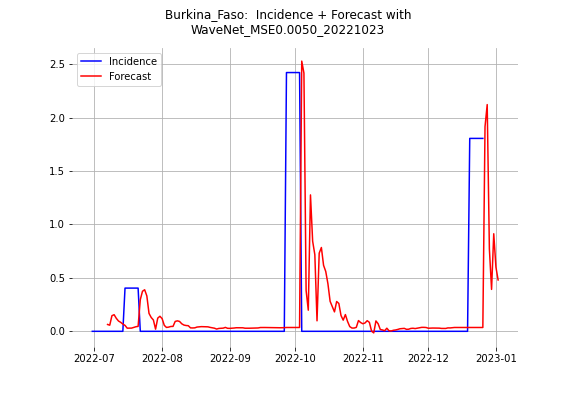 Burkina_Faso:  Incidence + Forecast with
WaveNet_MSE0.0050_20221023
Incidence
Forecast
2.5
2.0
1.5
1.0
0.5
0.0
2022-07 2022-08 2022-09 2022-10 2022-11 2022-12 2023-01